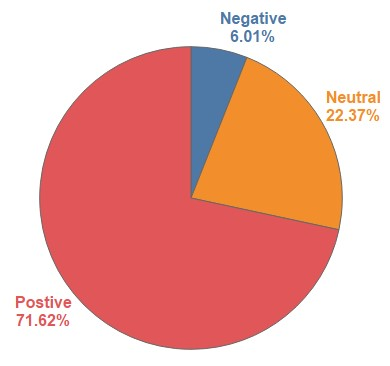 Negative
6.01%
Neutral
22.37%
Postive
71.62%